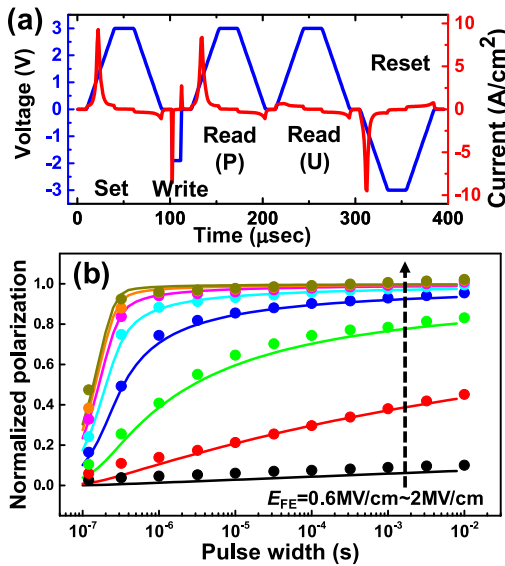 (a)
Voltage (V)
3
2
1
0
-1
-2
-3
Set
Write
Read
(P)
Read
(U)
Reset
10
5
0
-5
-10
Current (A/cm²)
0
100
200
300
400
Time (µsec)
(b)
Normalized polarization
1.0
0.8
0.6
0.4
0.2
0.0
E_FE=0.6MV/cm~2MV/cm
10⁻⁷
10⁻⁶
10⁻⁵
10⁻⁴
10⁻³
10⁻²
Pulse width (s)